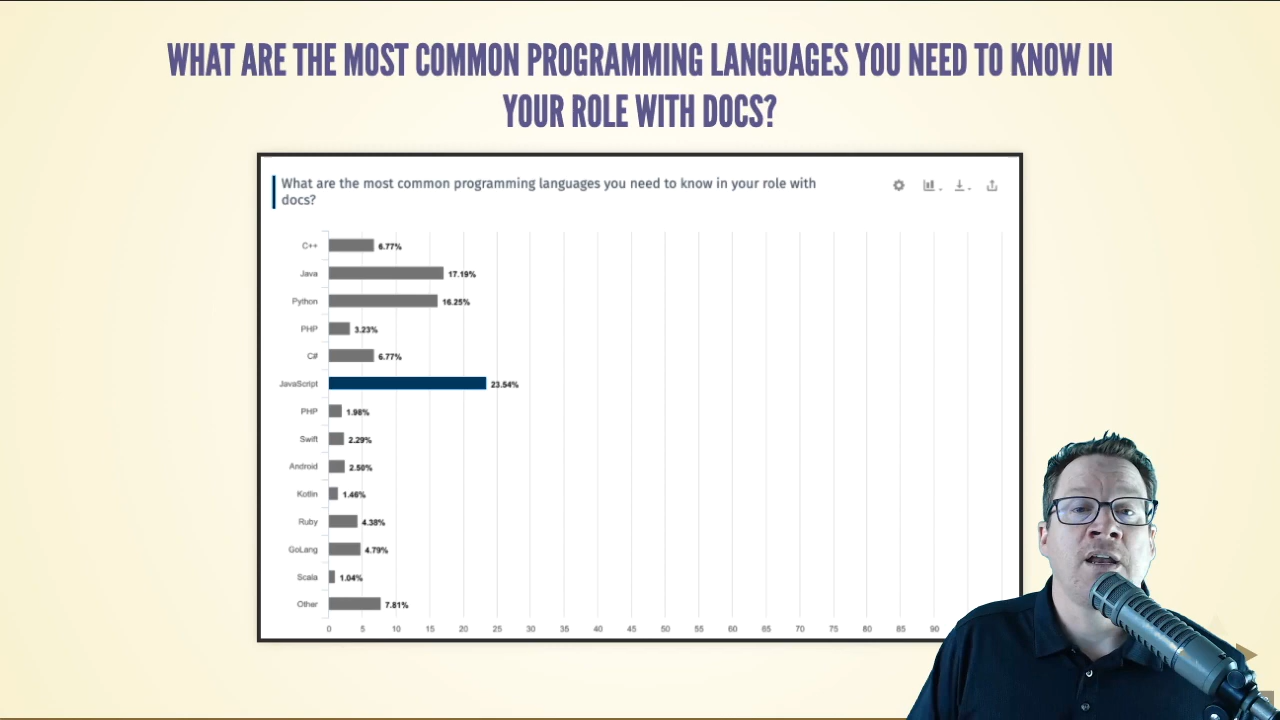 WHAT ARE THE MOST COMMON PROGRAMMING LANGUAGES YOU NEED TO KNOW IN
YOUR ROLE WITH DOCS?
What are the most common programming languages you need to know in your role with
docs?
C++ 6.77%
Java 17.19%
Python 16.25%
PHP 3.23%
C# 6.77%
JavaScript 23.54%
PHP 1.98%
Swift 2.29%
Android 2.50%
Kotlin 1.46%
Ruby 4.38%
GoLang 4.79%
Scala 1.04%
Other 7.81%
0 5 10 15 20 25 30 35 40 45 50 55 60 65 70 75 80 85 90